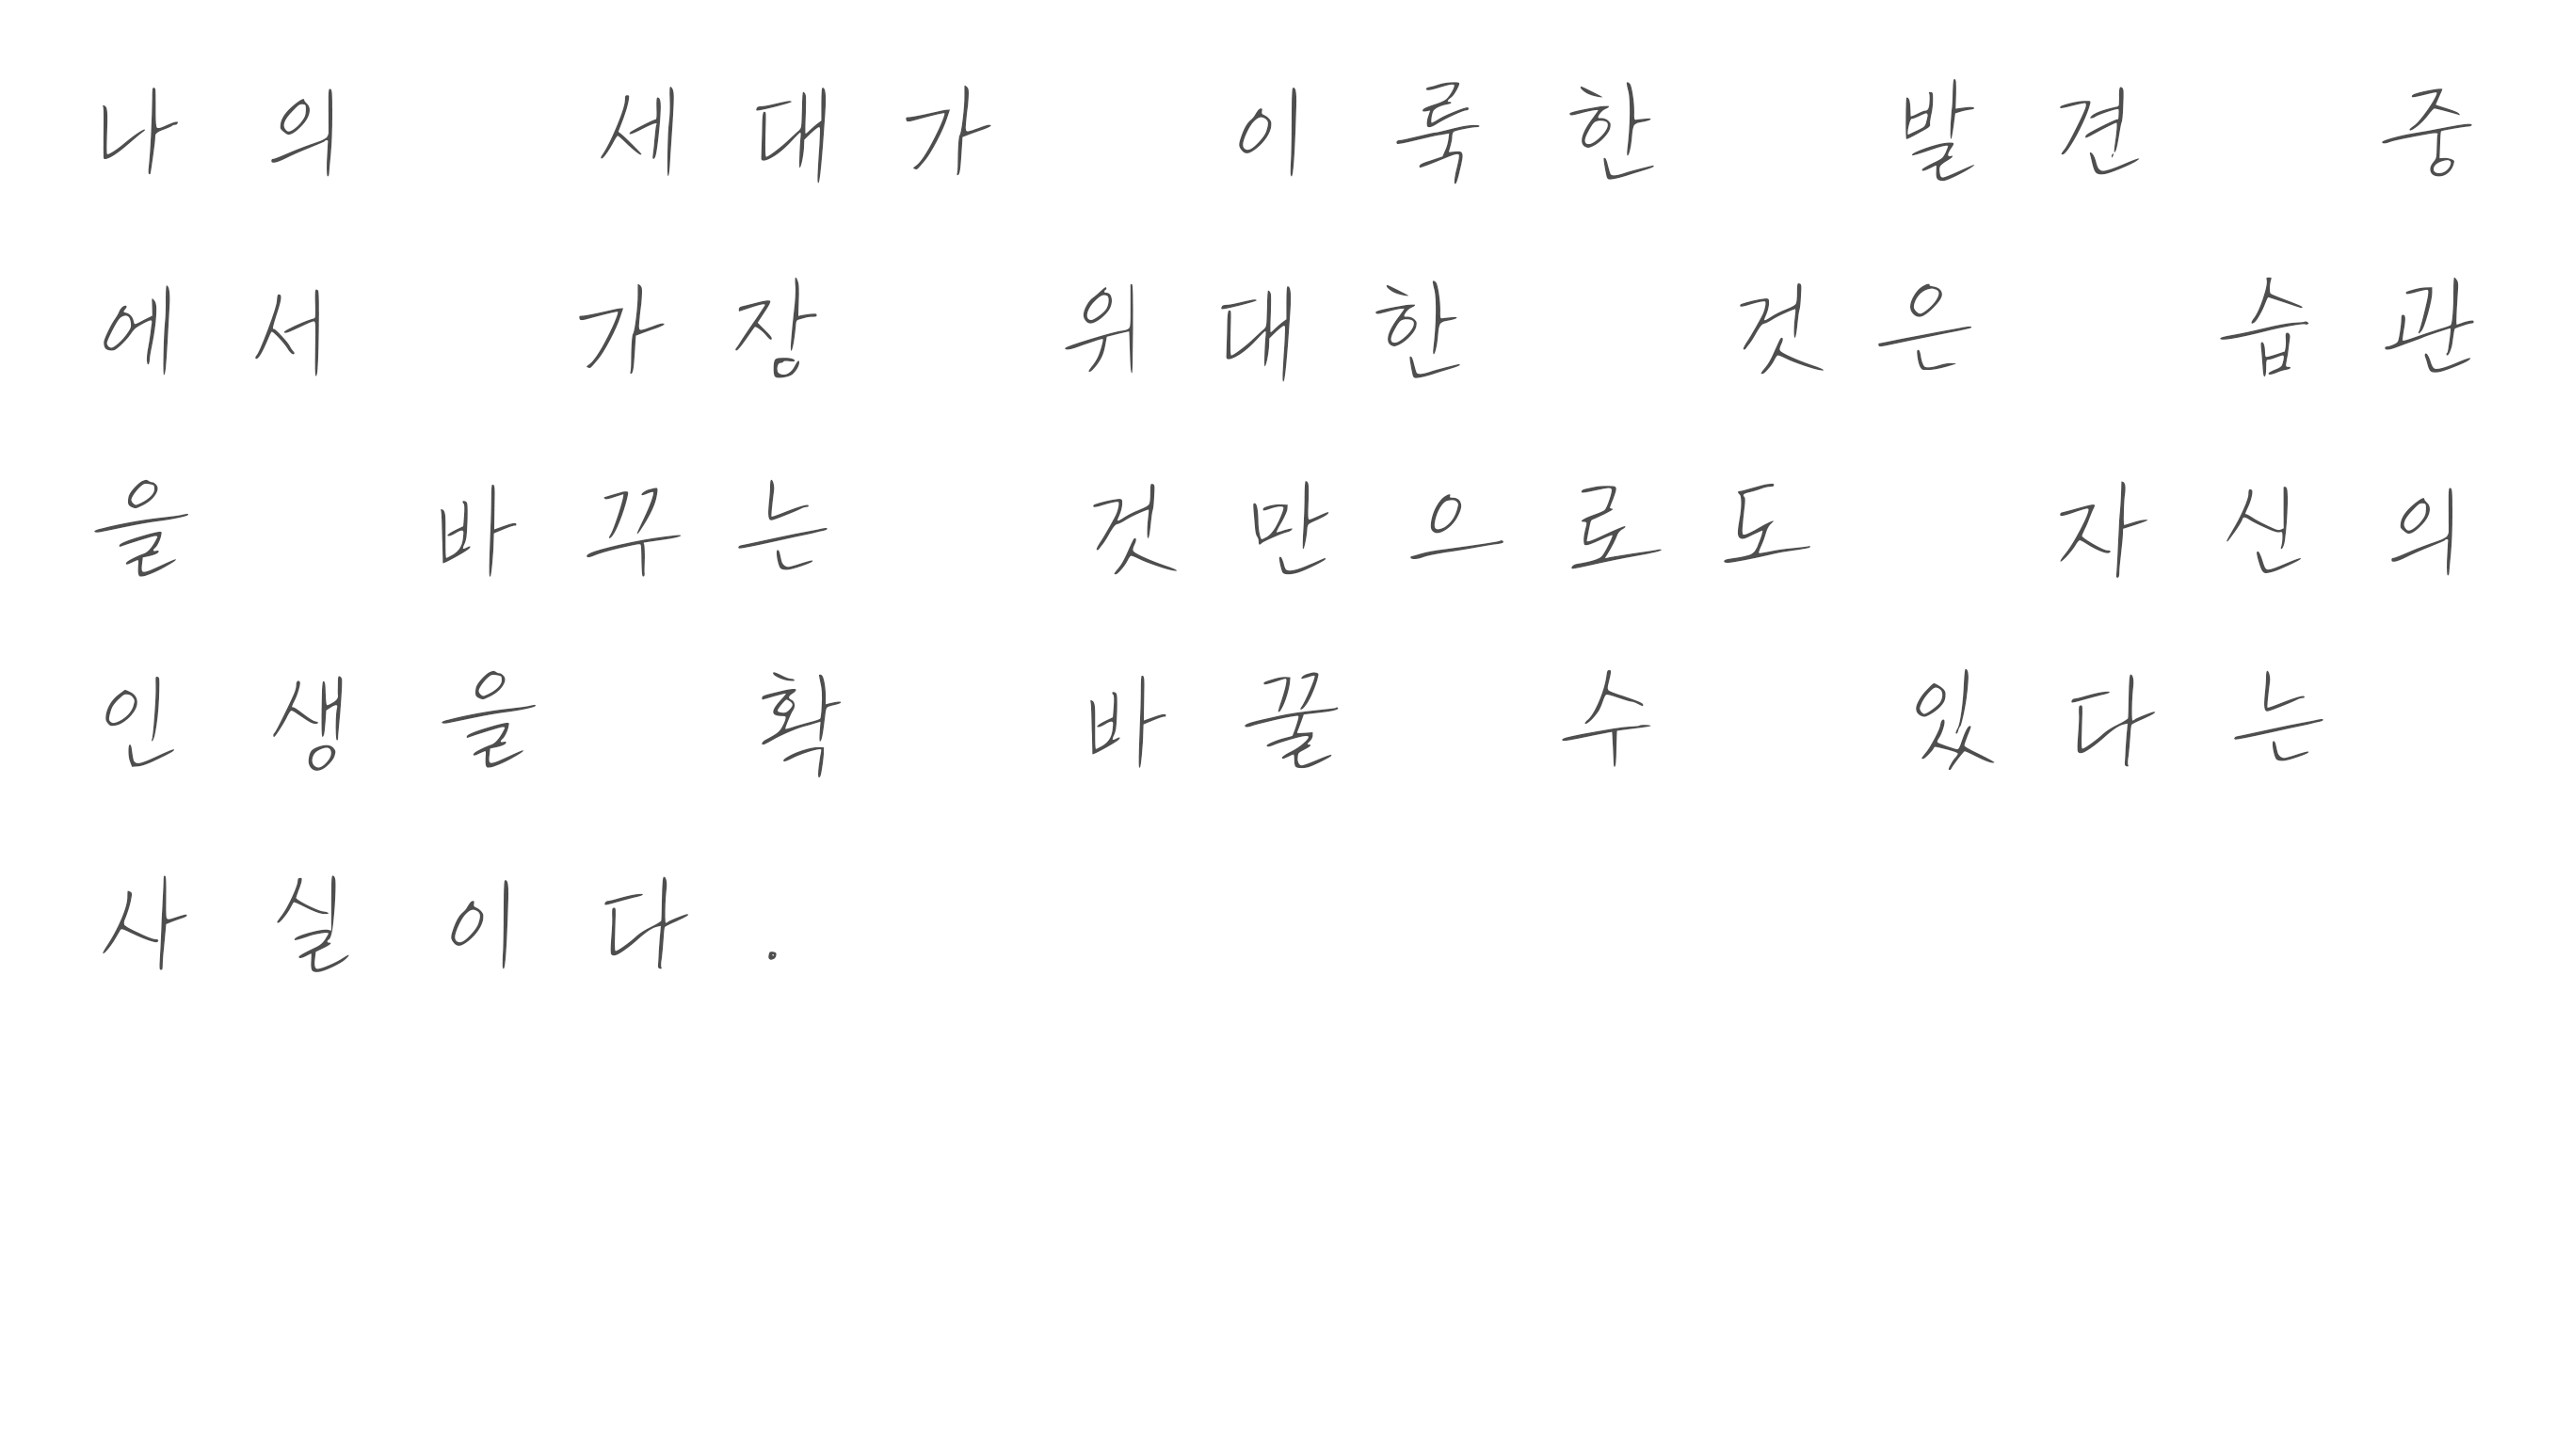 나의 세대가 이룩한 발견 중
에서 가장 위대한 것은 습관
을 바꾸는 것만으로도 자신의
인생을 확 바꿀 수 있다는
사실이다.